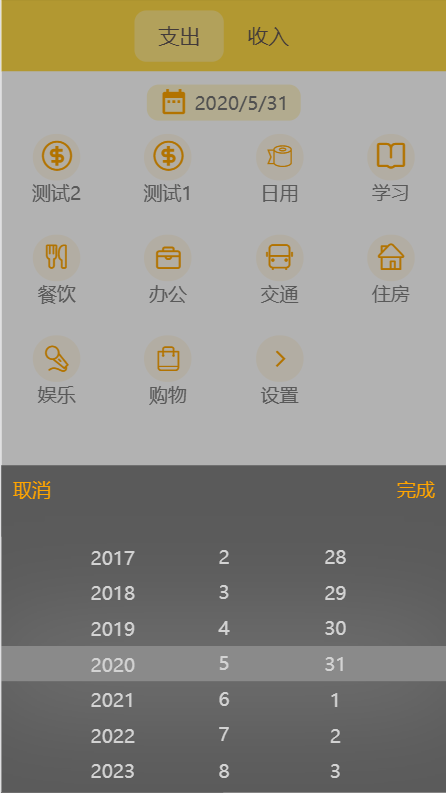 支出 收入
2020/5/31
测试2 测试1 日用 学习
餐饮 办公 交通 住房
娱乐 购物 设置
取消 完成
2017 2 28
2018 3 29
2019 4 30
2020 5 31
2021 6 1
2022 7 2
2023 8 3